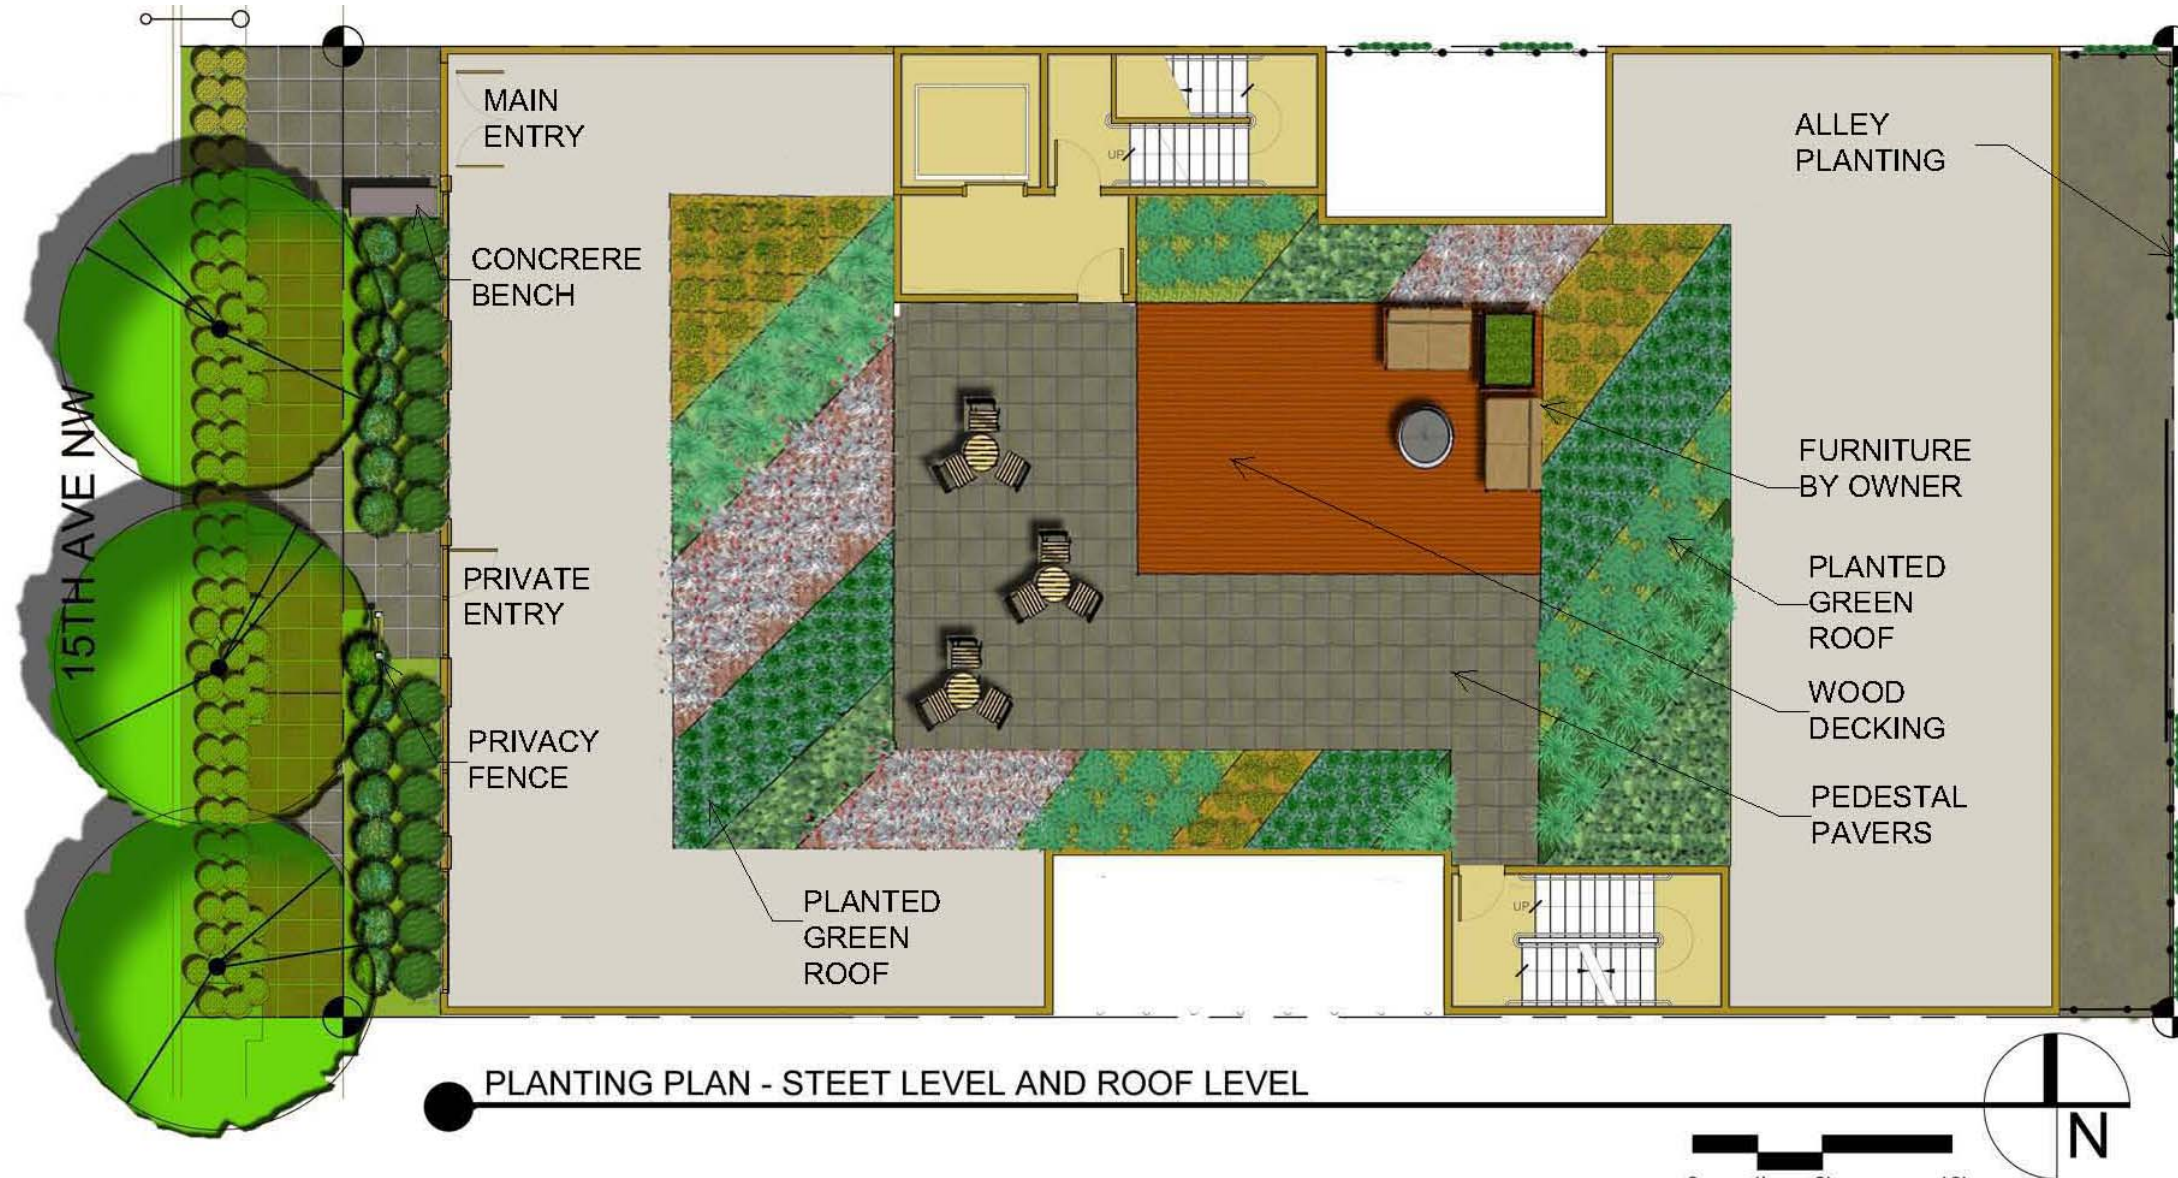 MAIN
ENTRY
UP
ALLEY
PLANTING
CONCRERE
BENCH
15TH AVE NW
FURNITURE
BY OWNER
PRIVATE
ENTRY
PLANTED
GREEN
ROOF
WOOD
DECKING
PRIVACY
FENCE
PEDESTAL
PAVERS
PLANTED
GREEN
ROOF
UP
PLANTING PLAN - STEET LEVEL AND ROOF LEVEL
N